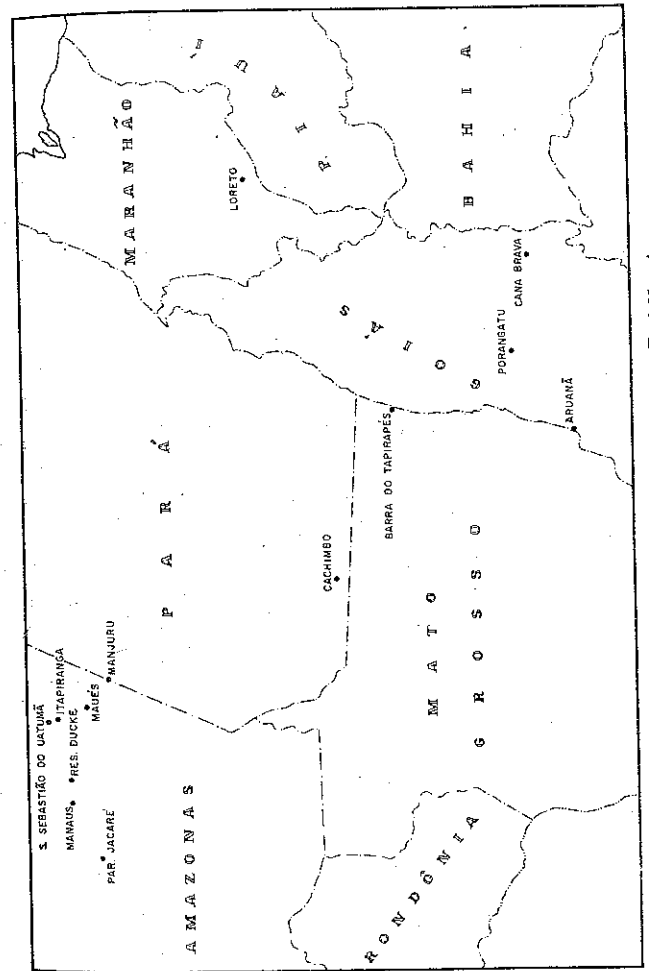 S. SEBASTIÃO DO UATUMÃ
ITAPIRANGA
MANAUS
RES. DUCKE
MAUÉS
MANJURU
PAR. JACARÉ
AMAZONAS
PARÁ
MARANHÃO
LORETO
PIAUÍ
CACHIMBO
BARRA DO TAPIRAPÉS
MATO
GROSSO
RONDÔNIA
GOIÁS
PORANGATU
CANA BRAVA
ARUANÃ
BAHIA